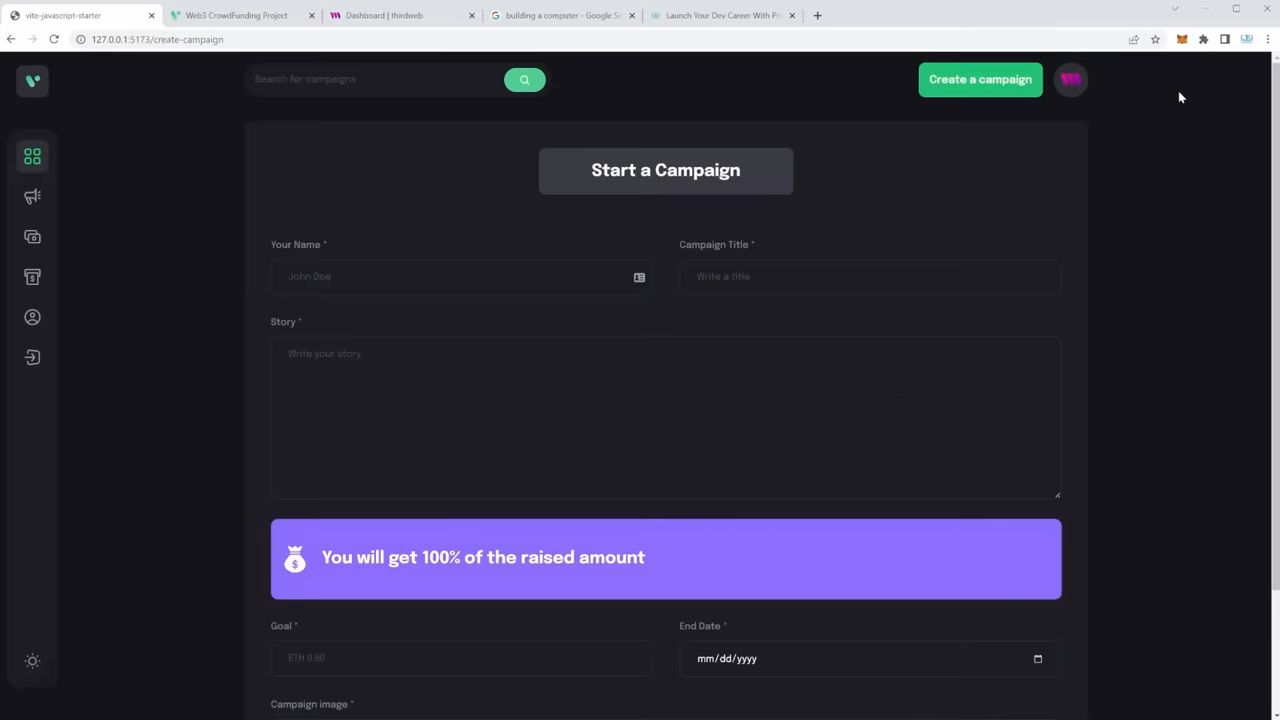 vite-javascript-starter
Web3 CrowdFunding Project
Dashboard | thirdweb
building a computer - Google Se
Launch Your Dev Career With Pro
127.0.0.1:5173/create-campaign
Search for campaigns
Create a campaign
Start a Campaign
Your Name *
Campaign Title *
John Doe
Write a title
Story *
Write your story
$
You will get 100% of the raised amount
Goal *
End Date *
ETH 0.50
mm/dd/yyyy
Campaign image *